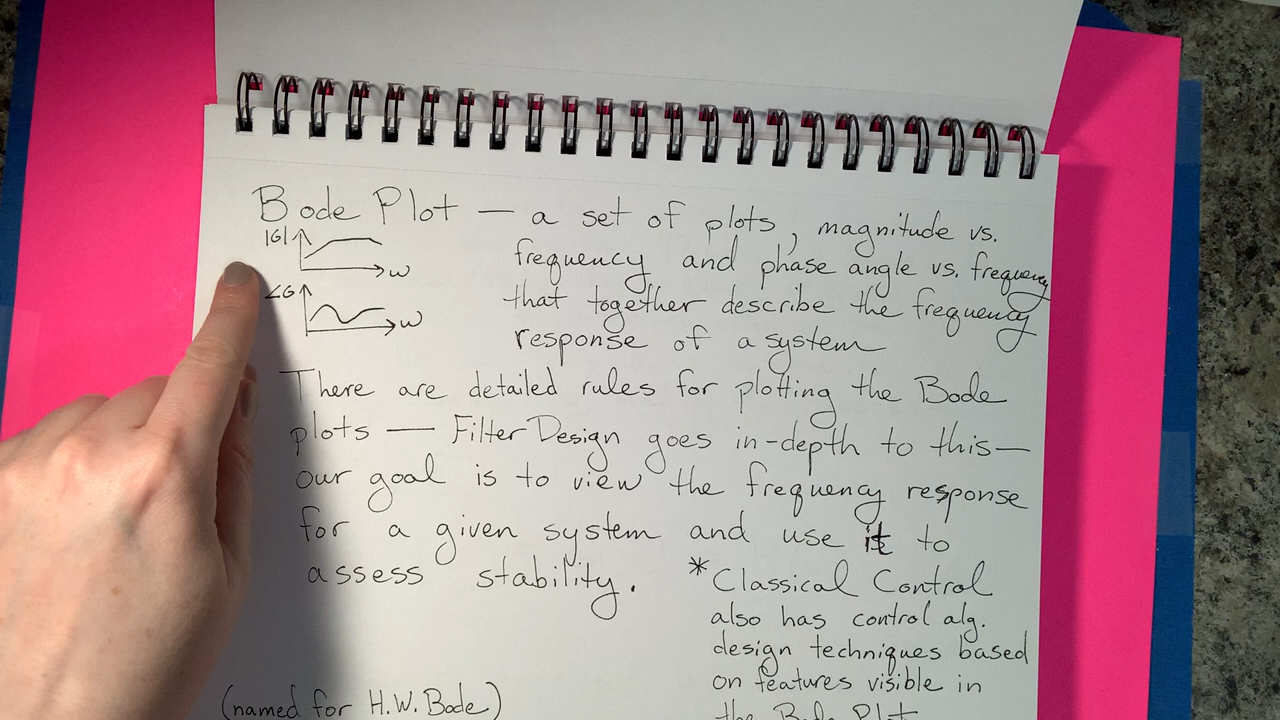 Bode Plot — a set of plots, magnitude vs.
frequency and phase angle vs. frequency
that together describe the frequency
response of a system
|G|
ω
∠G
ω
There are detailed rules for plotting the Bode
plots — Filter Design goes in-depth to this —
our goal is to view the frequency response
for a given system and use it to
assess stability.
* Classical Control
also has control alg.
design techniques based
on features visible in
the Bode Plot
(named for H.W. Bode)